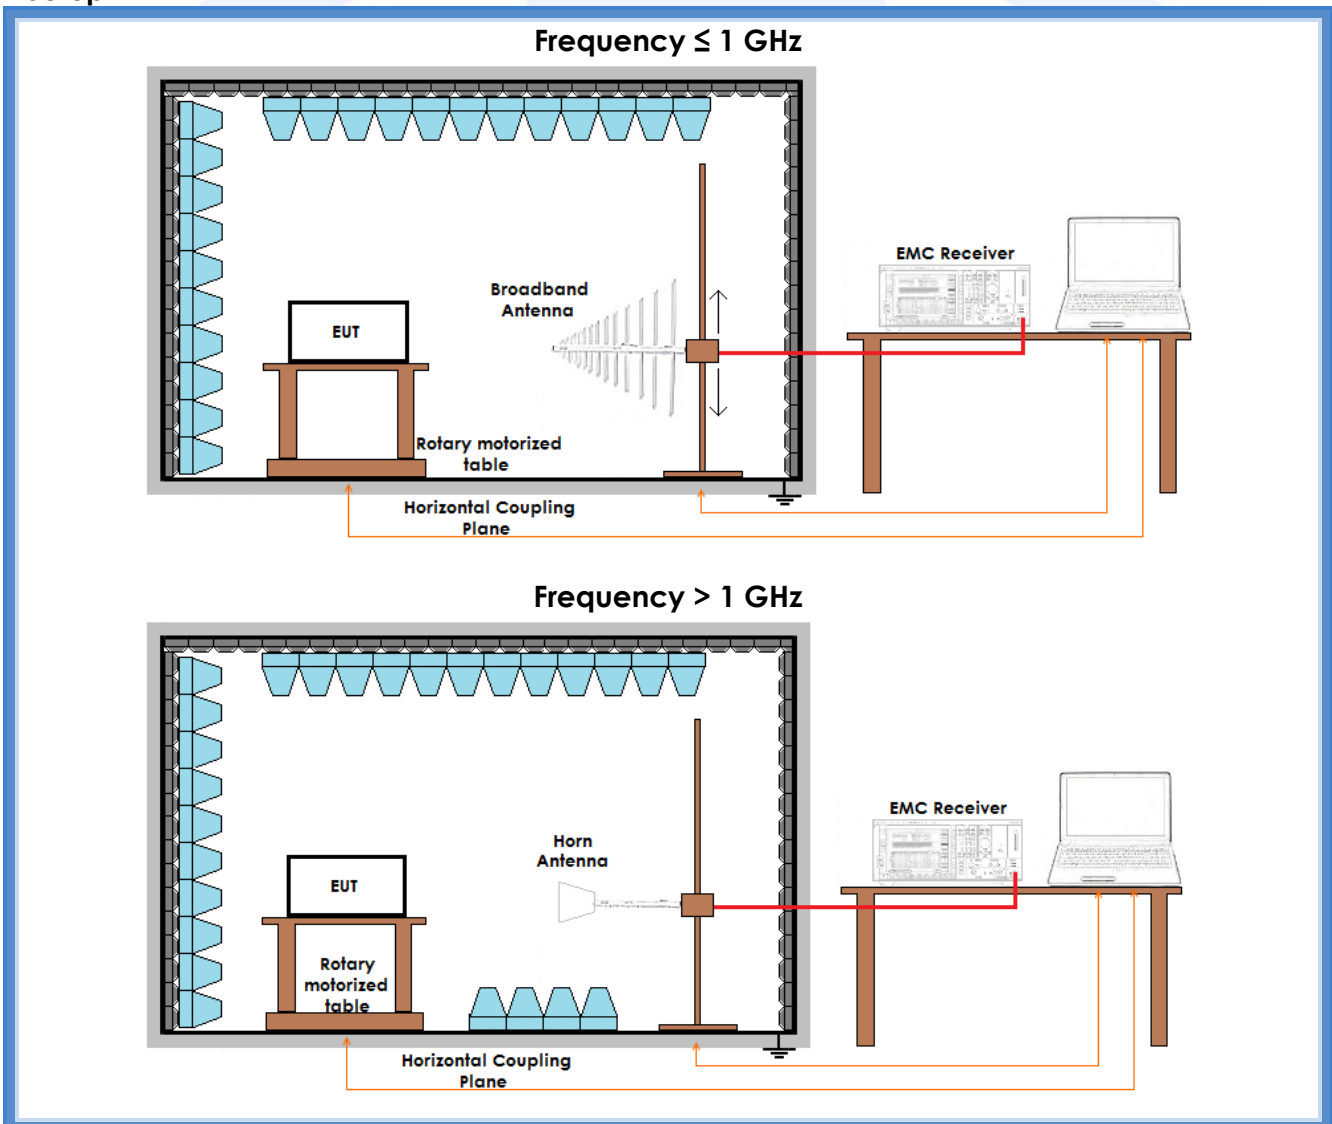 Frequency ≤ 1 GHz
EMC Receiver
Broadband
Antenna
EUT
Rotary motorized
table
Horizontal Coupling
Plane
Frequency > 1 GHz
EMC Receiver
Horn
Antenna
EUT
Rotary
motorized
table
Horizontal Coupling
Plane